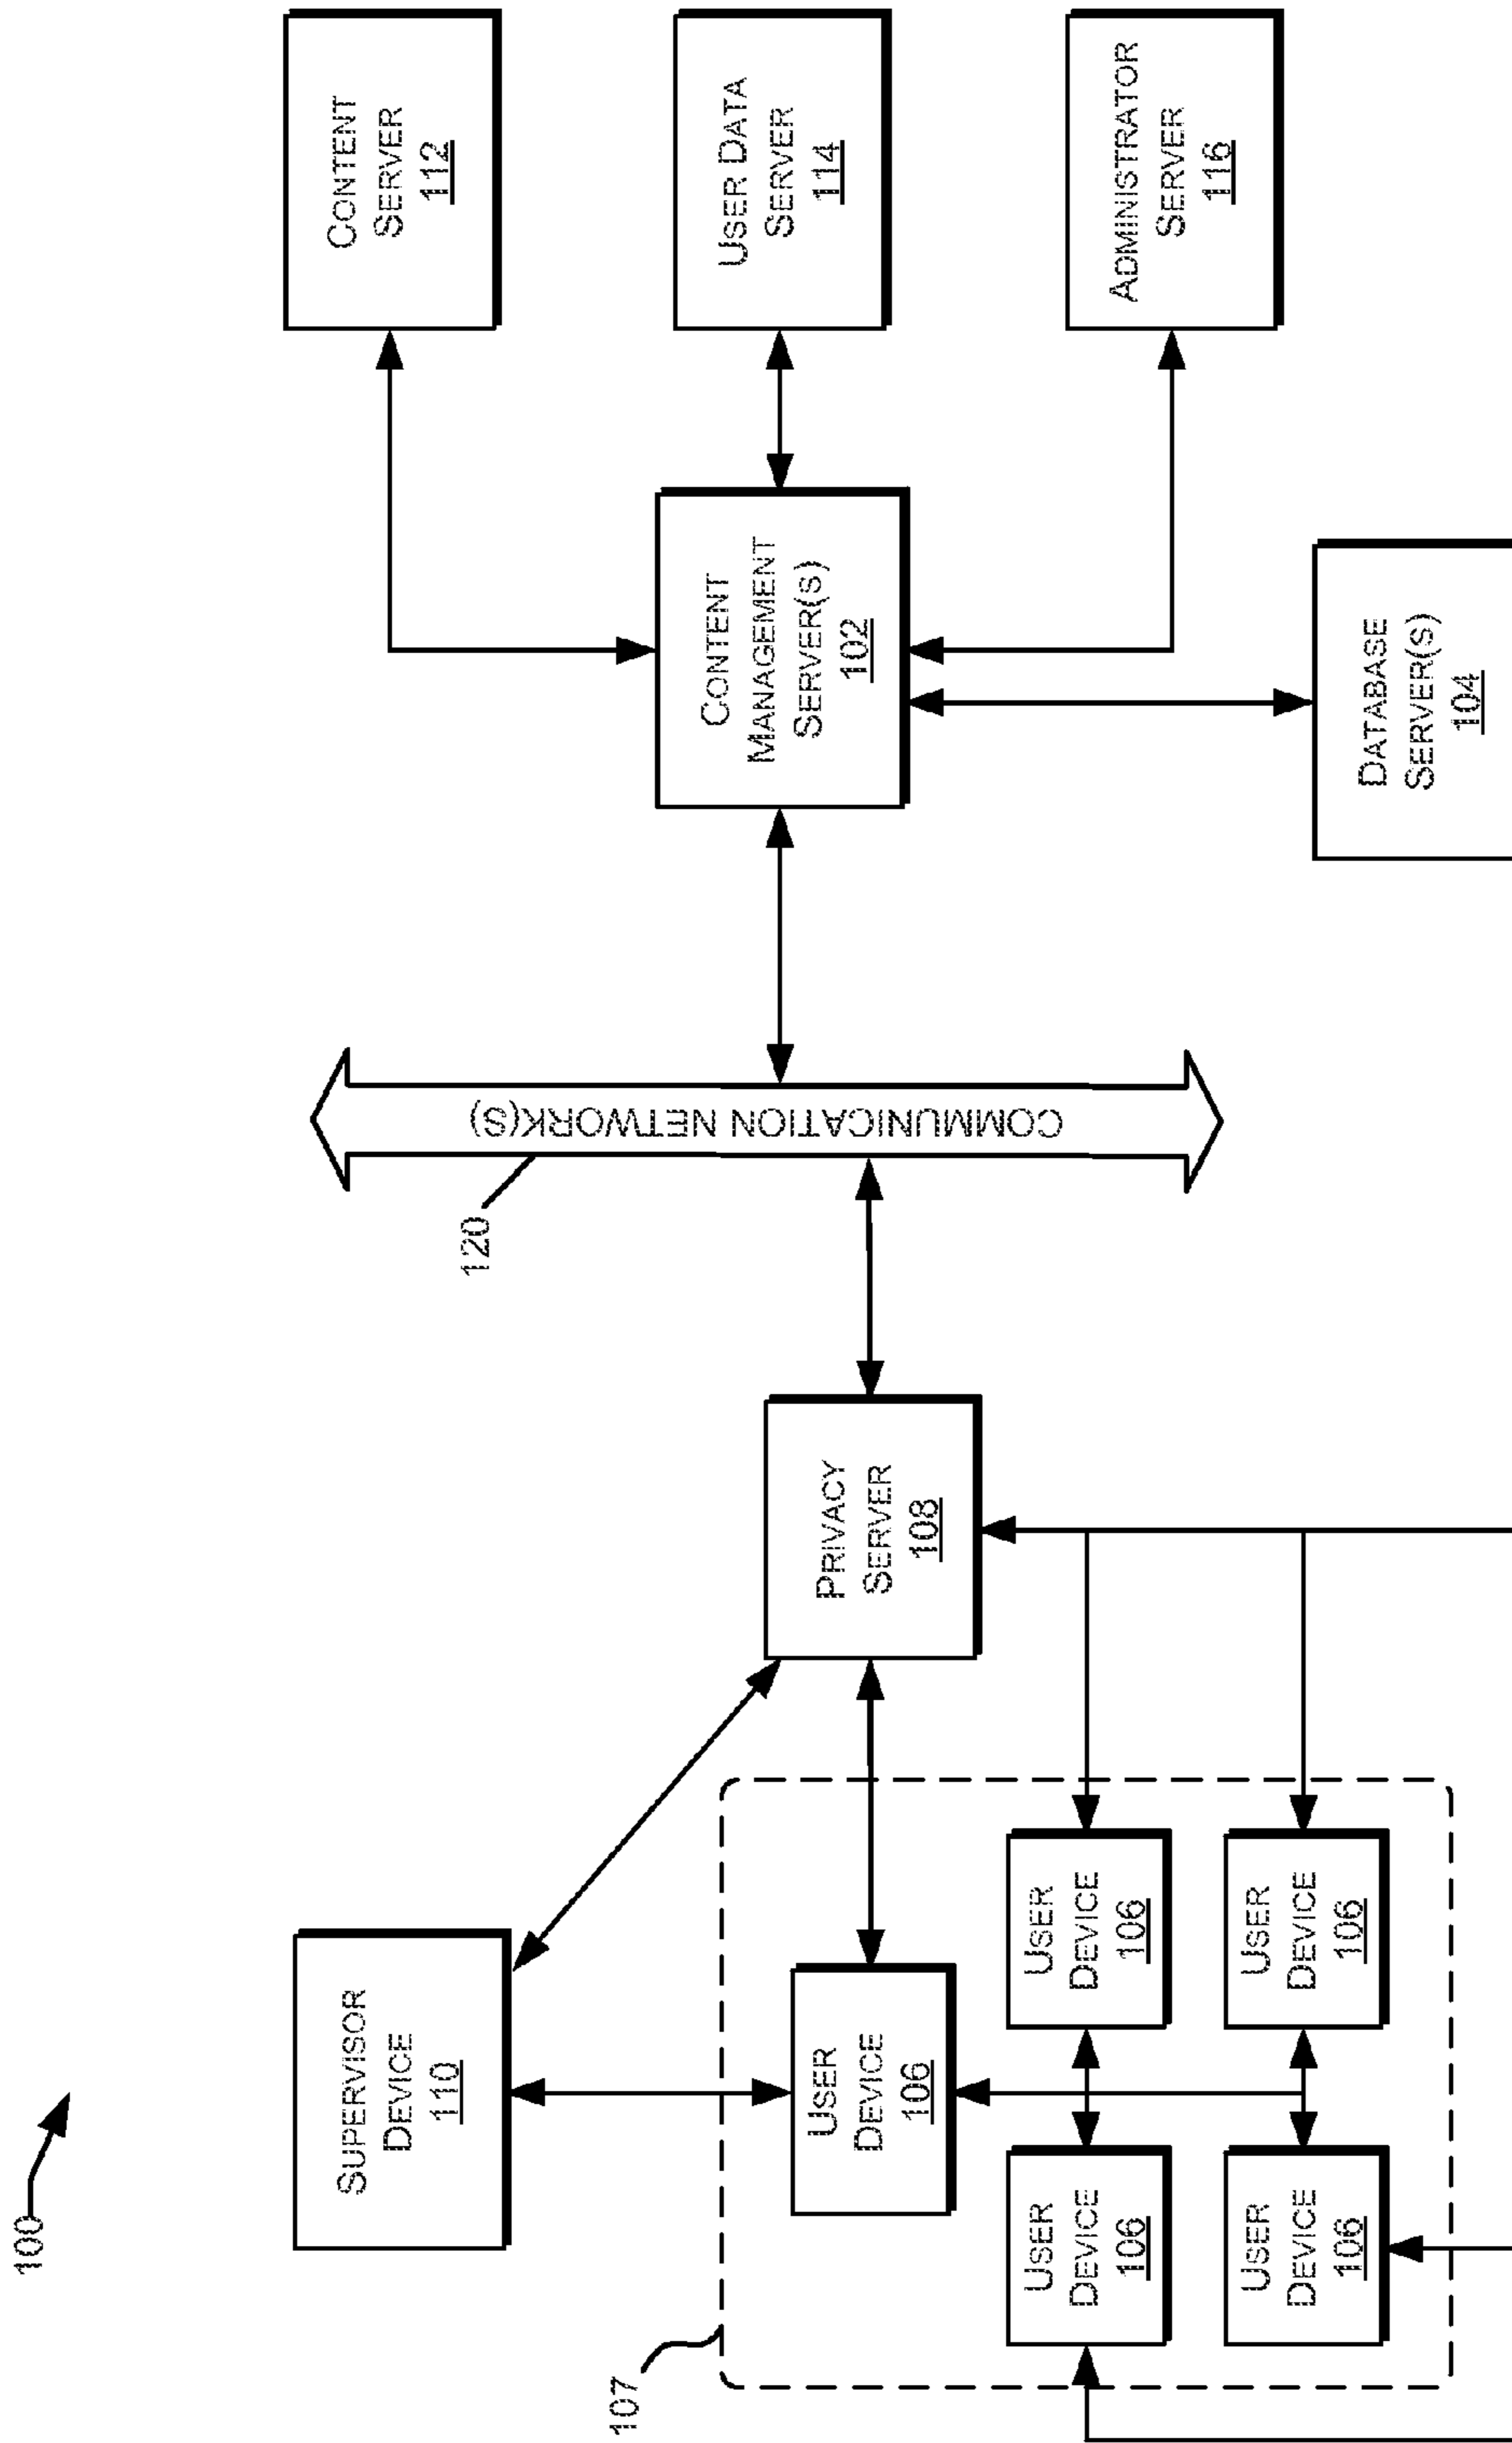 100
SUPERVISOR
DEVICE
110
107
USER
DEVICE
106
USER
DEVICE
106
USER
DEVICE
106
USER
DEVICE
106
USER
DEVICE
106
PRIVACY
SERVER
108
120
COMMUNICATION NETWORK(S)
CONTENT
MANAGEMENT
SERVER(S)
102
DATABASE
SERVER(S)
104
CONTENT
SERVER
112
USER DATA
SERVER
114
ADMINISTRATOR
SERVER
116